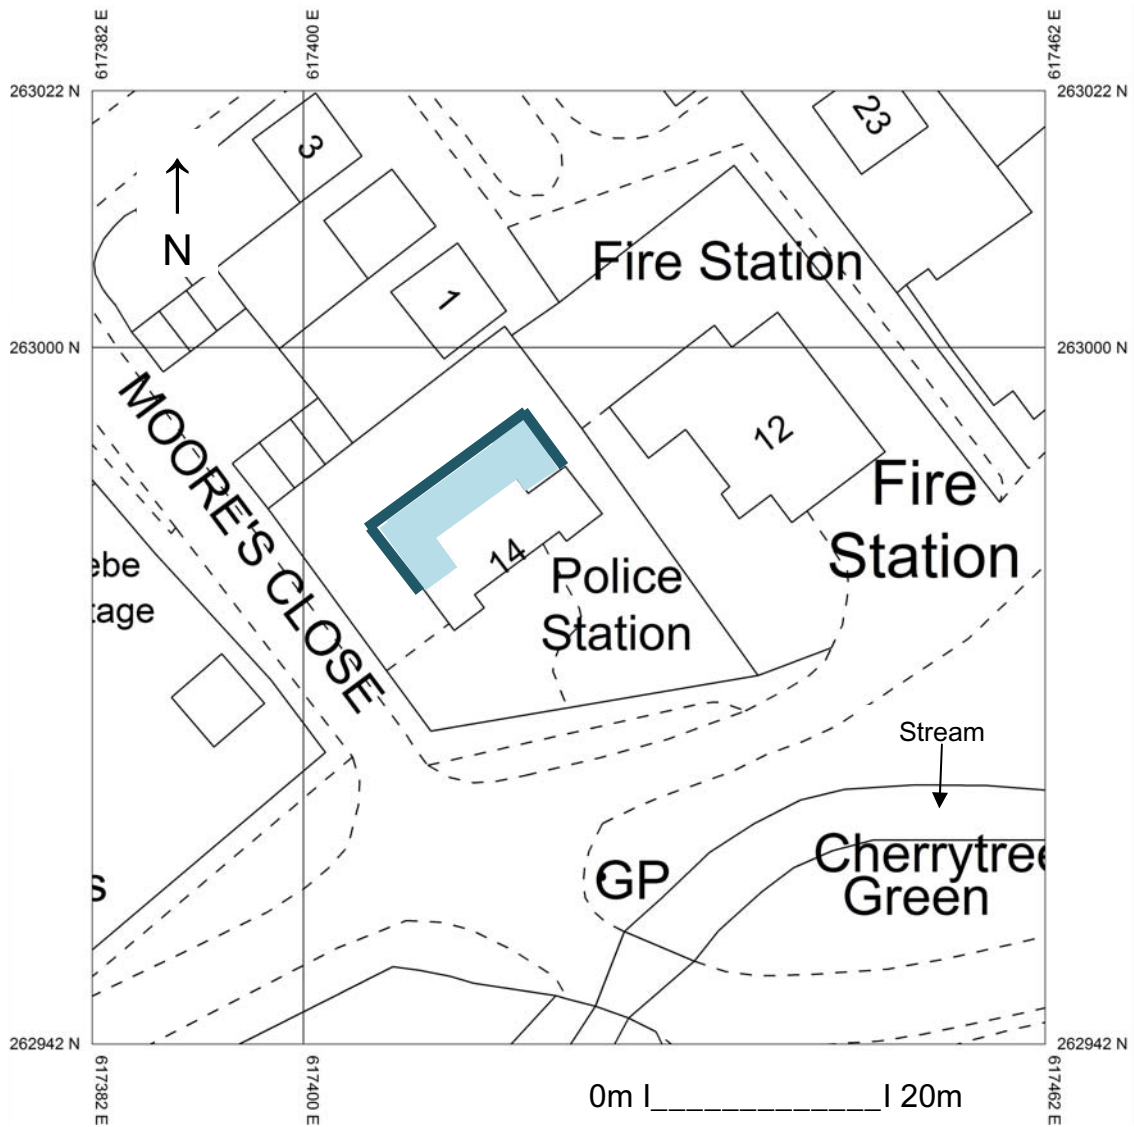 617382 E
617400 E
617462 E
263022 N
263022 N
23
3
N
Fire Station
1
263000 N
263000 N
MOORE'S CLOSE
12
Fire
Station
14
ebe
tage
Police
Station
Stream
Cherrytree
Green
GP
s
262942 N
262942 N
617382 E
617400 E
617462 E
0m I_____________I 20m